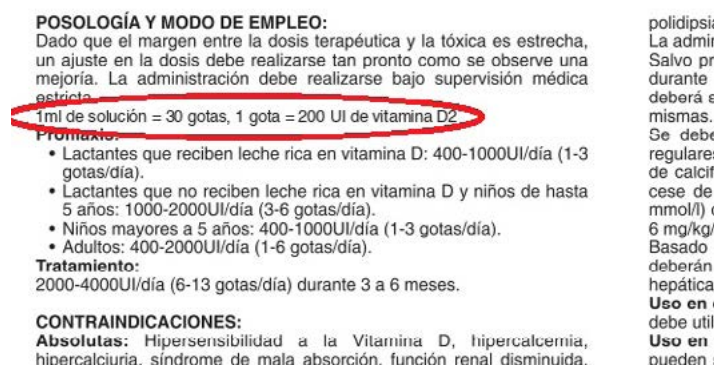 POSOLOGÍA Y MODO DE EMPLEO:
Dado que el margen entre la dosis terapéutica y la tóxica es estrecha,
un ajuste en la dosis debe realizarse tan pronto como se observe una
mejoría. La administración debe realizarse bajo supervisión médica
estricta
1ml de solución = 30 gotas, 1 gota = 200 UI de vitamina D2
Profilaxis:
• Lactantes que reciben leche rica en vitamina D: 400-1000UI/día (1-3
gotas/día).
• Lactantes que no reciben leche rica en vitamina D y niños de hasta
5 años: 1000-2000UI/día (3-6 gotas/día).
• Niños mayores a 5 años: 400-1000UI/día (1-3 gotas/día).
• Adultos: 400-2000UI/día (1-6 gotas/día).
Tratamiento:
2000-4000UI/día (6-13 gotas/día) durante 3 a 6 meses.
CONTRAINDICACIONES:
Absolutas: Hipersensibilidad a la Vitamina D, hipercalcemia,
hipercalciuria, síndrome de mala absorción, función renal disminuida,
polidipsia
La admin
Salvo pr
durante
deberá e
mismas.
Se debe
regulares
de calcif
cese de
mmol/l)
6 mg/kg/
Basado
deberán
hepática
Uso en
debe util
Uso en
pueden